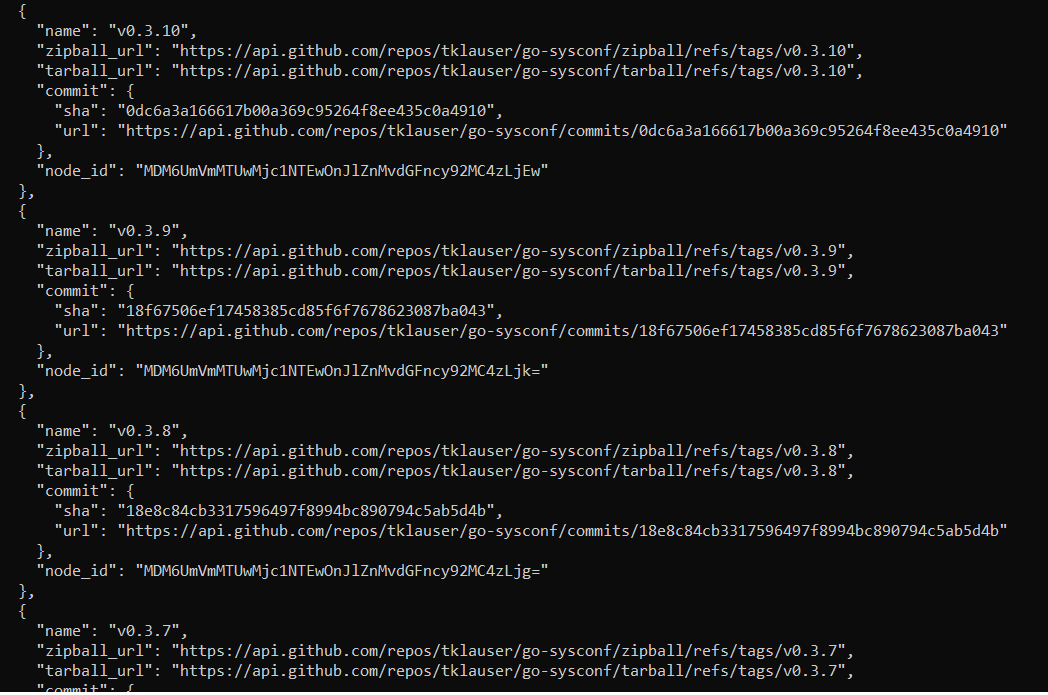 {
"name": "v0.3.10",
"zipball_url": "https://api.github.com/repos/tklauser/go-sysconf/zipball/refs/tags/v0.3.10",
"tarball_url": "https://api.github.com/repos/tklauser/go-sysconf/tarball/refs/tags/v0.3.10",
"commit": {
"sha": "0dc6a3a166617b00a369c95264f8ee435c0a4910",
"url": "https://api.github.com/repos/tklauser/go-sysconf/commits/0dc6a3a166617b00a369c95264f8ee435c0a4910"
},
"node_id": "MDM6UmVmMTUwMjc1NTEwOnJlZnMvdGFncy92MC4zLjEw"
},
{
"name": "v0.3.9",
"zipball_url": "https://api.github.com/repos/tklauser/go-sysconf/zipball/refs/tags/v0.3.9",
"tarball_url": "https://api.github.com/repos/tklauser/go-sysconf/tarball/refs/tags/v0.3.9",
"commit": {
"sha": "18f67506ef17458385cd85f6f7678623087ba043",
"url": "https://api.github.com/repos/tklauser/go-sysconf/commits/18f67506ef17458385cd85f6f7678623087ba043"
},
"node_id": "MDM6UmVmMTUwMjc1NTEwOnJlZnMvdGFncy92MC4zLjk="
},
{
"name": "v0.3.8",
"zipball_url": "https://api.github.com/repos/tklauser/go-sysconf/zipball/refs/tags/v0.3.8",
"tarball_url": "https://api.github.com/repos/tklauser/go-sysconf/tarball/refs/tags/v0.3.8",
"commit": {
"sha": "18e8c84cb3317596497f8994bc890794c5ab5d4b",
"url": "https://api.github.com/repos/tklauser/go-sysconf/commits/18e8c84cb3317596497f8994bc890794c5ab5d4b"
},
"node_id": "MDM6UmVmMTUwMjc1NTEwOnJlZnMvdGFncy92MC4zLjg="
},
{
"name": "v0.3.7",
"zipball_url": "https://api.github.com/repos/tklauser/go-sysconf/zipball/refs/tags/v0.3.7",
"tarball_url": "https://api.github.com/repos/tklauser/go-sysconf/tarball/refs/tags/v0.3.7",
"commit": {